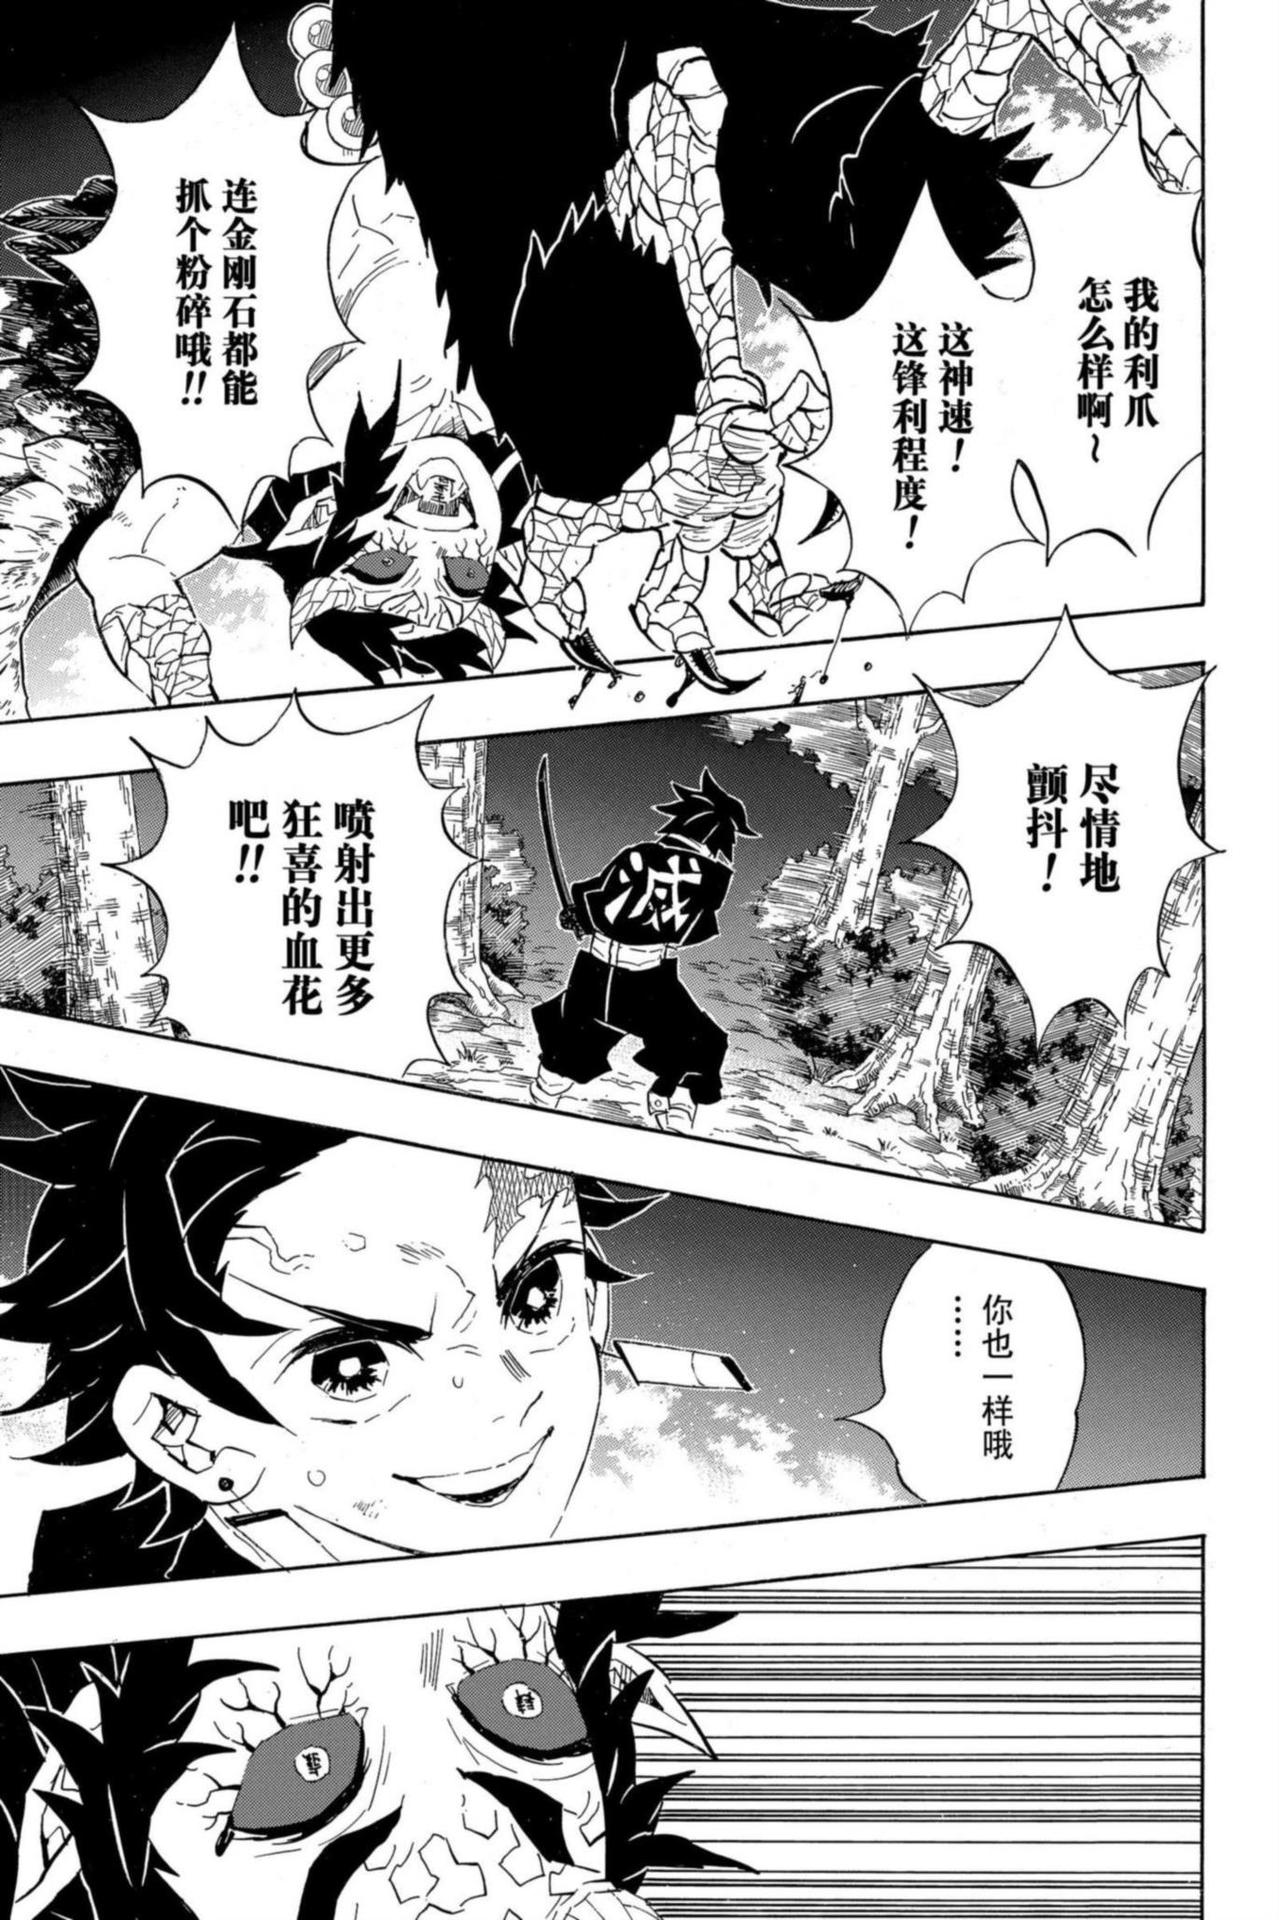 我的利爪
怎么样啊~
这神速！
这锋利程度！
连金刚石都能
抓个粉碎哦!!
尽情地
颤抖！
喷射出更多
狂喜的血花
吧!!
滅
你也一样哦
……